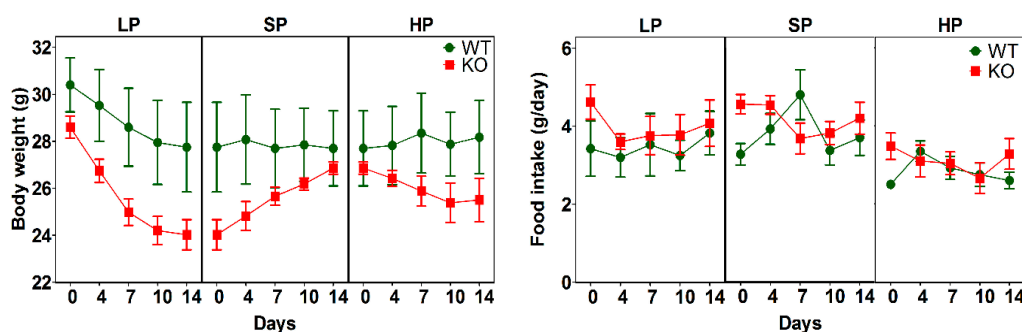 LP SP HP
WT
KO
Body weight (g)
32
30
28
26
24
22
0 4 7 10 14 0 4 7 10 14 0 4 7 10 14
Days
LP SP HP
WT
KO
Food intake (g/day)
6
4
2
0
0 4 7 10 14 0 4 7 10 14 0 4 7 10 14
Days